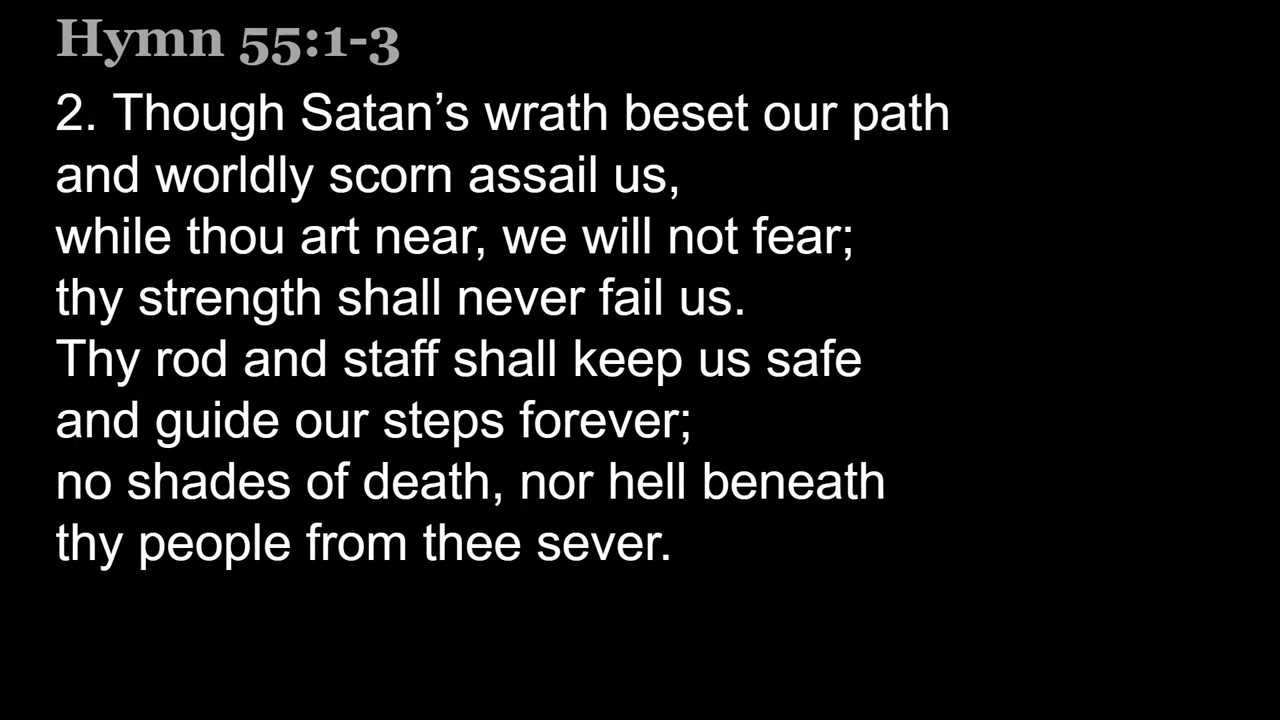 Hymn 55:1-3
2. Though Satan’s wrath beset our path
and worldly scorn assail us,
while thou art near, we will not fear;
thy strength shall never fail us.
Thy rod and staff shall keep us safe
and guide our steps forever;
no shades of death, nor hell beneath
thy people from thee sever.